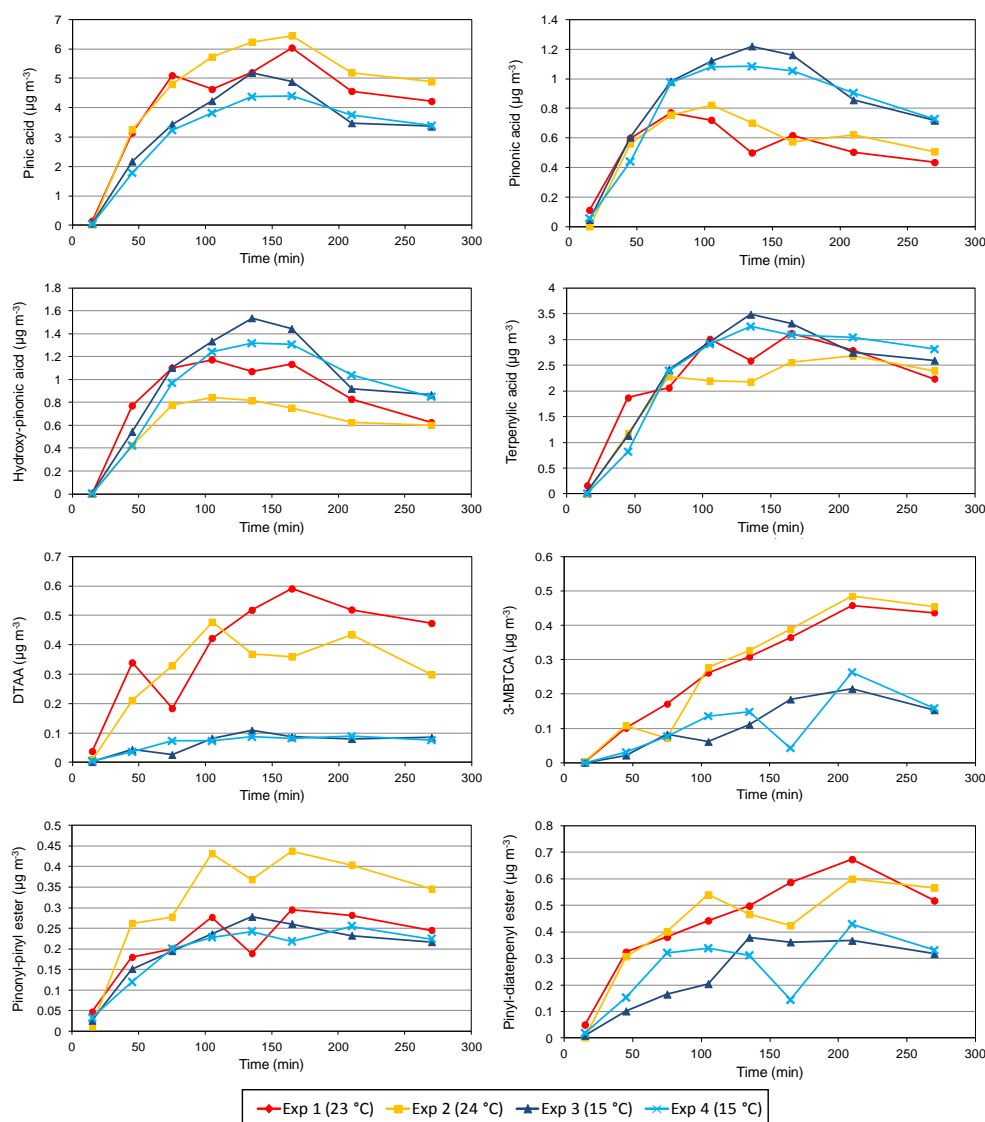 Pinic acid (µg m⁻³)
7
6
5
4
3
2
1
0
0 50 100 150 200 250 300
Time (min)
Pinonic acid (µg m⁻³)
1.4
1.2
1
0.8
0.6
0.4
0.2
0
0 50 100 150 200 250 300
Time (min)
Hydroxy-pinonic aicd (µg m⁻³)
1.8
1.6
1.4
1.2
1
0.8
0.6
0.4
0.2
0
0 50 100 150 200 250 300
Time (min)
Terpenylic acid (µg m⁻³)
4
3.5
3
2.5
2
1.5
1
0.5
0
0 50 100 150 200 250 300
Time (min)
DTAA (µg m⁻³)
0.7
0.6
0.5
0.4
0.3
0.2
0.1
0
0 50 100 150 200 250 300
Time (min)
3-MBTCA (µg m⁻³)
0.6
0.5
0.4
0.3
0.2
0.1
0
0 50 100 150 200 250 300
Time (min)
Pinonyl-pinyl ester (µg m⁻³)
0.5
0.45
0.4
0.35
0.3
0.25
0.2
0.15
0.1
0.05
0
0 50 100 150 200 250 300
Time (min)
Pinyl-diaterpenyl ester (µg m⁻³)
0.8
0.7
0.6
0.5
0.4
0.3
0.2
0.1
0
0 50 100 150 200 250 300
Time (min)
Exp 1 (23 °C) Exp 2 (24 °C) Exp 3 (15 °C) Exp 4 (15 °C)